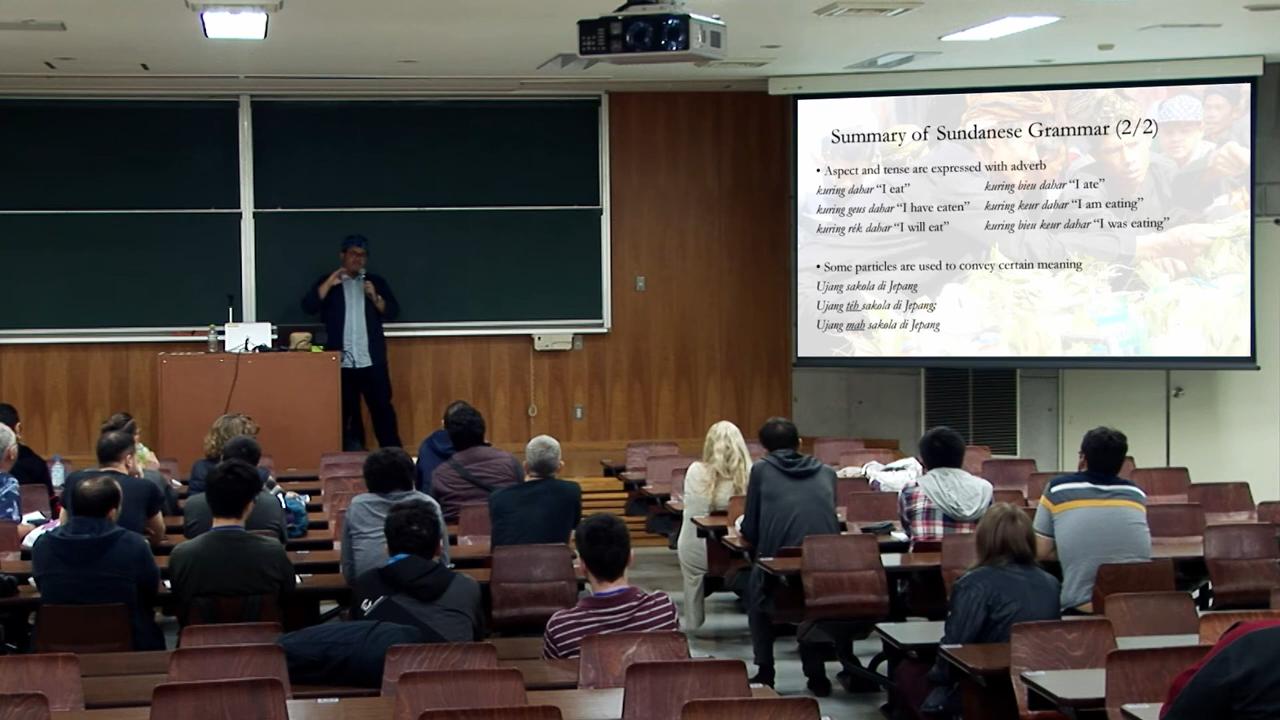 Summary of Sundanese Grammar (2/2)
• Aspect and tense are expressed with adverb
kuring dahar “I eat” kuring bieu dahar “I ate”
kuring geus dahar “I have eaten” kuring keur dahar “I am eating”
kuring rék dahar “I will eat” kuring bieu keur dahar “I was eating”
• Some particles are used to convey certain meaning
Ujang sakola di Jepang
Ujang téh sakola di Jepang;
Ujang mah sakola di Jepang